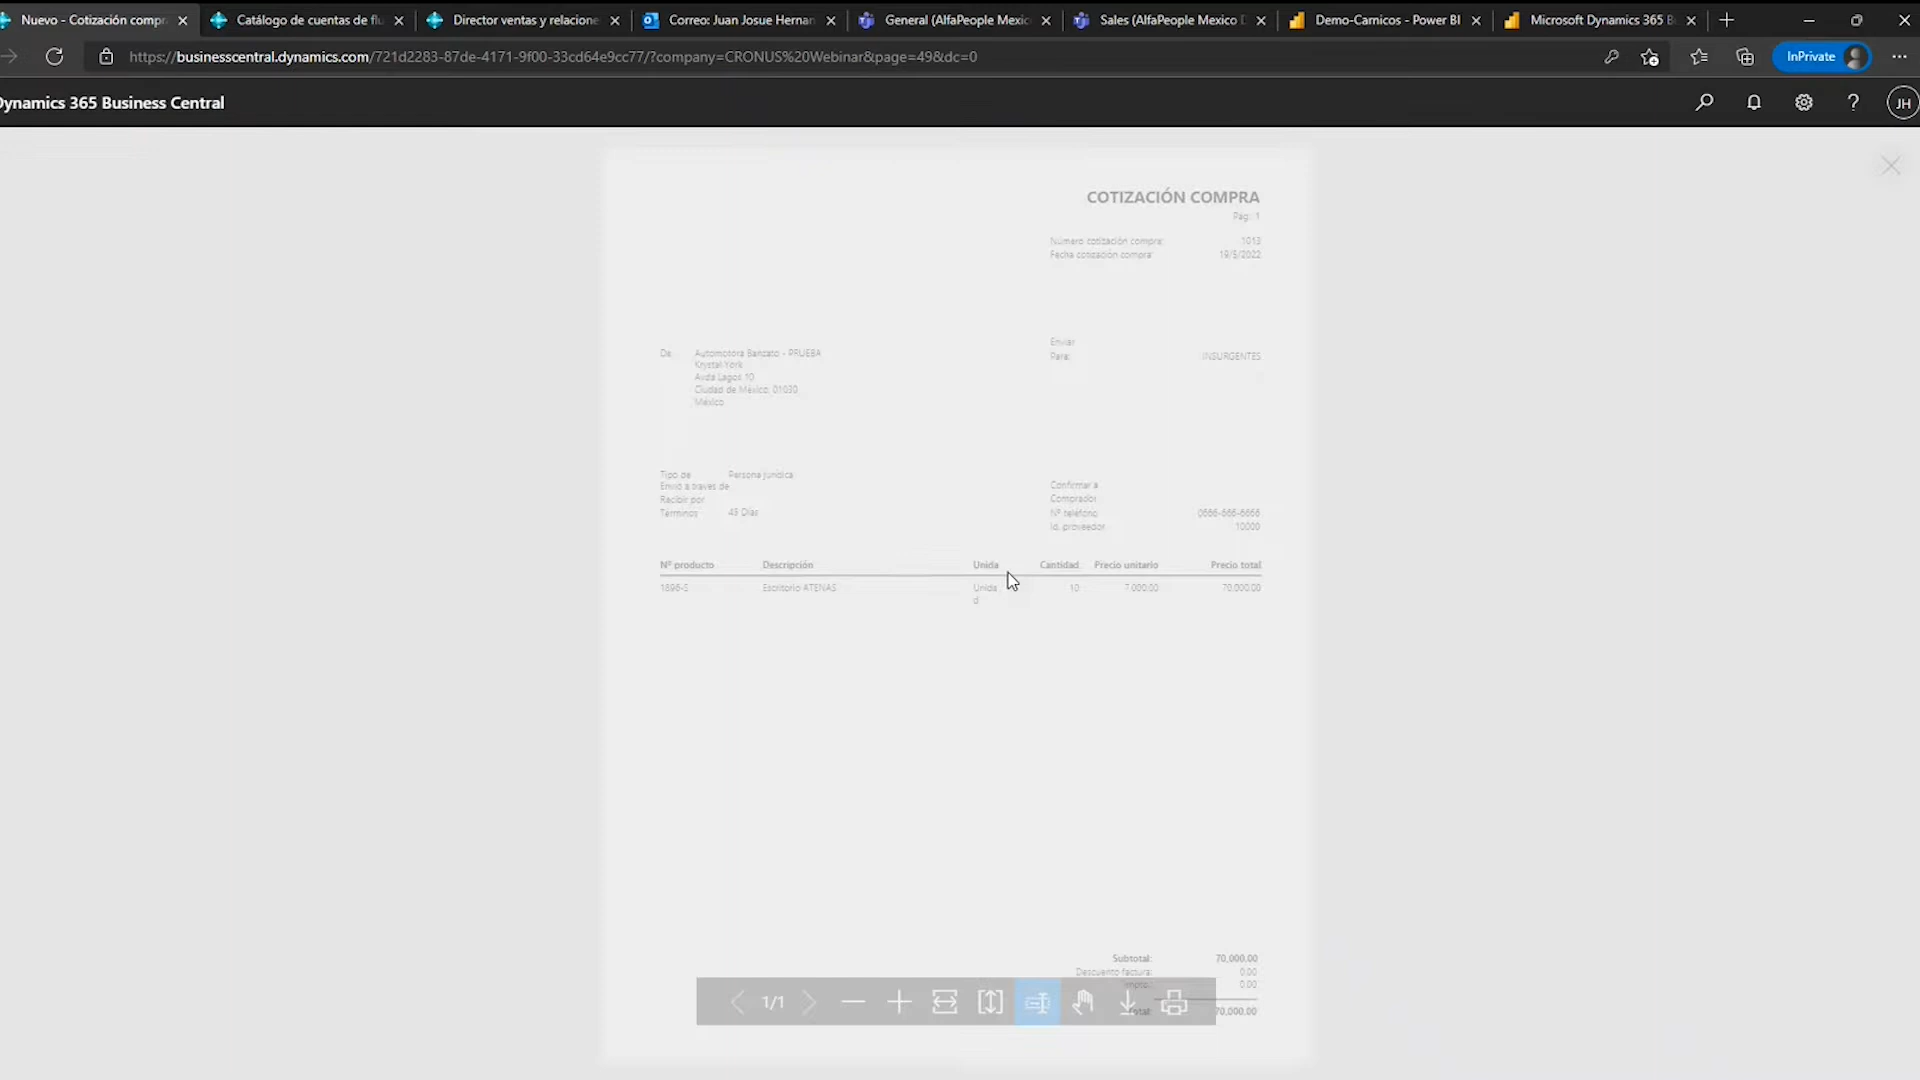 Nuevo - Cotización compr
Catálogo de cuentas de flu
Director ventas y relacione
Correo: Juan Josue Hernan
General (AlfaPeople Mexic
Sales (AlfaPeople Mexico D
Demo-Carnicos - Power BI
Microsoft Dynamics 365 B
https://businesscentral.dynamics.com/721d2283-87de-4171-9f00-33cd64e9cc77/?company=CRONUS%20Webinar&page=49&dc=0
InPrivate
Dynamics 365 Business Central
JH
COTIZACIÓN COMPRA
Pág.: 1
Número cotización compra: 1013
Fecha cotización compra: 19/5/2022
Enviar
Para: INSURGENTES
De: Automotora Banzato - PRUEBA
Krystal York
Avda Lagos 10
Ciudad de México, 01030
México
Tipo de Persona Jurídica
Envió a traves de
Recibir por
Términos 45 Días
Confirmar a
Comprador
Nº teléfono 0666-666-6666
Id. proveedor 10000
Nº producto Descripción Unida Cantidad Precio unitario Precio total
1896-S Escritorio ATENAS Unida 10 7,000.00 70,000.00
d
Subtotal: 70,000.00
Descuento factura: 0.00
Impto.: 0.00
Total: 70,000.00
1/1